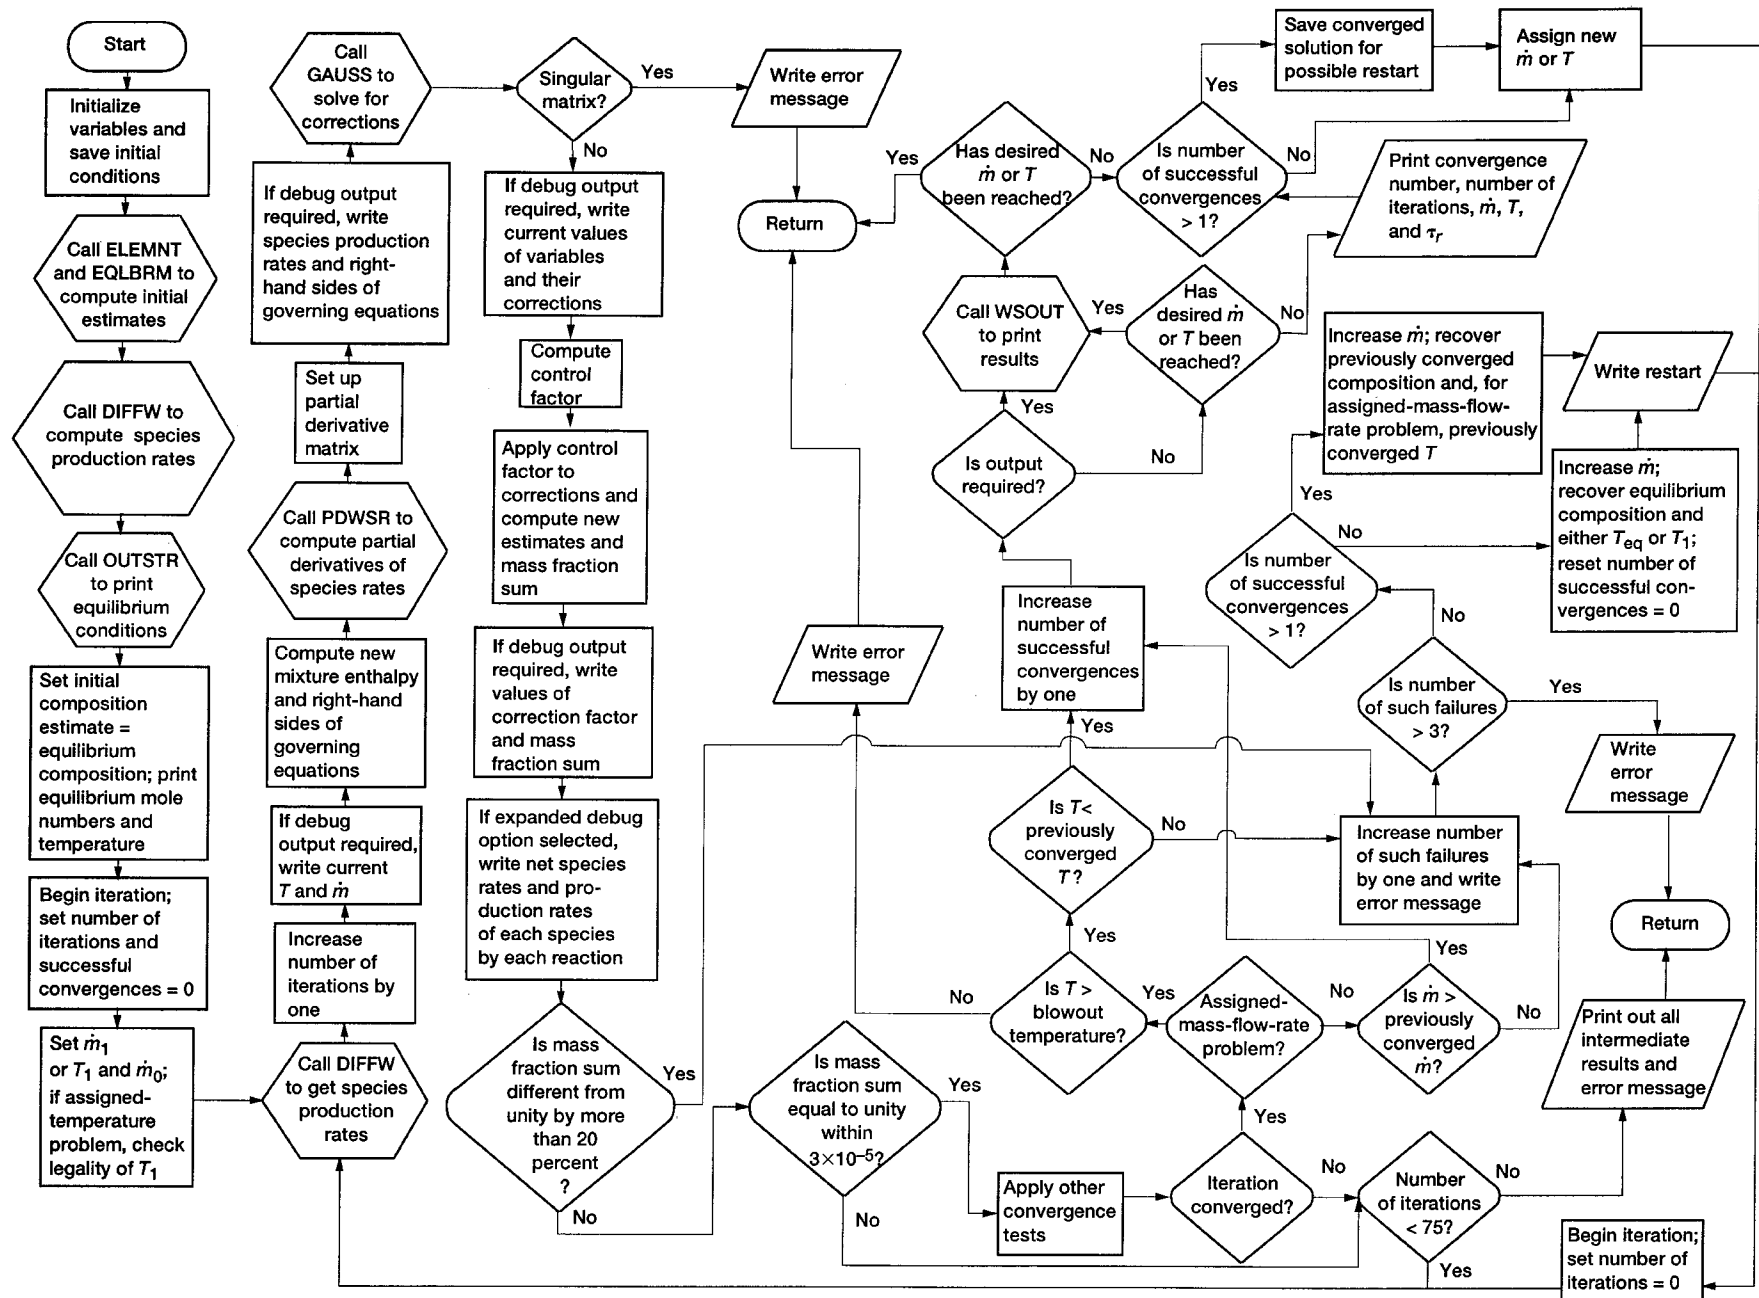 Start
Initialize
variables and
save initial
conditions
Call ELEMNT
and EQLBRM to
compute initial
estimates
Call DIFFW to
compute species
production rates
Call OUTSTR
to print
equilibrium
conditions
Set initial
composition
estimate =
equilibrium
composition; print
equilibrium mole
numbers and
temperature
Begin iteration;
set number of
iterations and
successful
convergences = 0
Set ṁ1
or T1 and ṁ0;
if assigned-
temperature
problem, check
legality of T1
Call DIFFW
to get species
production
rates
Increase
number of
iterations by
one
If debug
output required,
write current
T and ṁ
Compute new
mixture enthalpy
and right-hand
sides of
governing
equations
Call PDWSR to
compute partial
derivatives of
species rates
Set up
partial
derivative
matrix
If debug output
required, write
species production
rates and right-
hand sides of
governing equations
Call
GAUSS to
solve for
corrections
Singular
matrix?
Yes
No
Write error
message
Return
If debug output
required, write
current values
of variables
and their
corrections
Compute
control
factor
Apply control
factor to
corrections and
compute new
estimates and
mass fraction
sum
If debug output
required, write
values of
correction factor
and mass
fraction sum
If expanded debug
option selected,
write net species
rates and pro-
duction rates
of each species
by each reaction
Is mass
fraction sum
different from
unity by more
than 20
percent
?
Yes
No
Is mass
fraction sum
equal to unity
within
3×10–5?
Yes
No
Apply other
convergence
tests
Iteration
converged?
Yes
No
Number
of iterations
< 75?
No
Yes
Begin iteration;
set number of
iterations = 0
Print out all
intermediate
results and
error message
Return
Assigned-
mass-flow-rate
problem?
Yes
No
Is ṁ >
previously
converged
ṁ?
Yes
No
Is T >
blowout
temperature?
No
Yes
Write error
message
Is T<
previously
converged
T?
Yes
No
Increase number
of such failures
by one and write
error message
Is number
of such failures
> 3?
Yes
No
Write
error
message
Increase
number of
successful
convergences
by one
Is number
of successful
convergences
> 1?
Yes
No
Increase ṁ; recover
previously converged
composition and, for
assigned-mass-flow-
rate problem, previously
converged T
Increase ṁ;
recover equilibrium
composition and
either Teq or T1;
reset number of
successful con-
vergences = 0
Write restart
Is output
required?
Yes
No
Call WSOUT
to print
results
Has
desired ṁ
or T been
reached?
Yes
No
Print convergence
number, number of
iterations, ṁ, T,
and τr
Has desired
ṁ or T
been reached?
Yes
No
Is number
of successful
convergences
> 1?
Yes
No
Save converged
solution for
possible restart
Assign new
ṁ or T